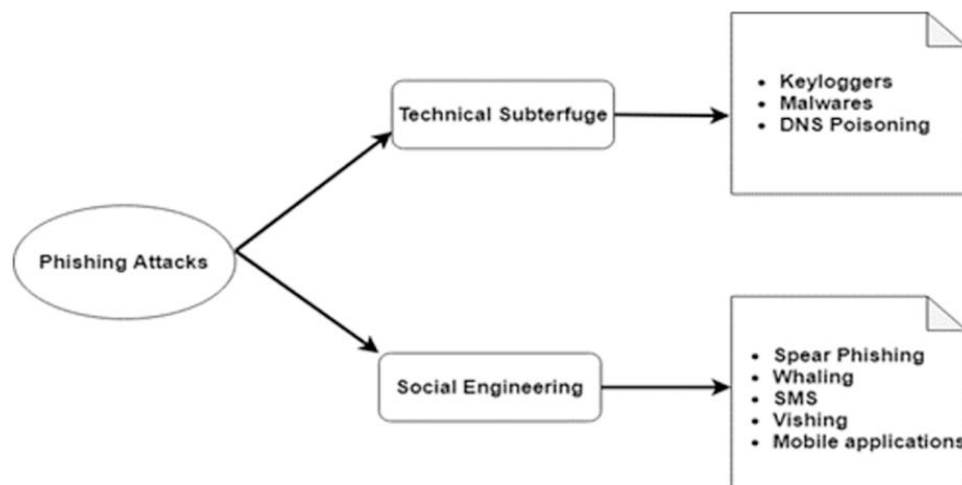 Phishing Attacks
Technical Subterfuge
• Keyloggers
• Malwares
• DNS Poisoning
Social Engineering
• Spear Phishing
• Whaling
• SMS
• Vishing
• Mobile applications